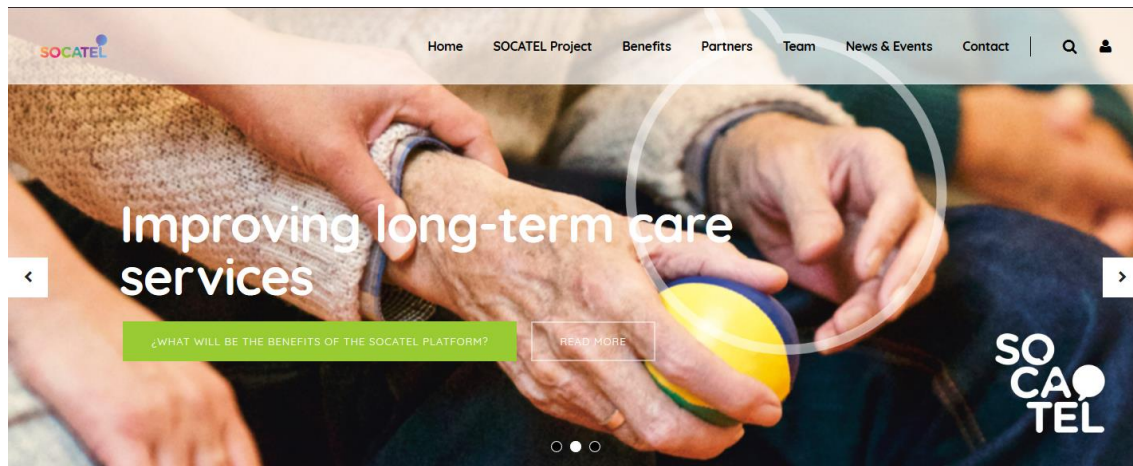 SOCATEL
Home SOCATEL Project Benefits Partners Team News & Events Contact
Improving long-term care
services
¿WHAT WILL BE THE BENEFITS OF THE SOCATEL PLATFORM?
READ MORE
SO
CA
TEL